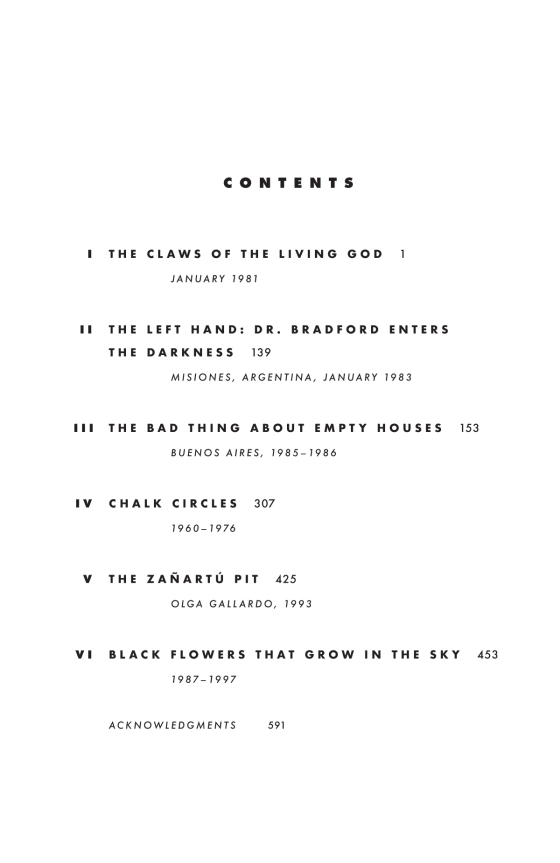 CONTENTS
I THE CLAWS OF THE LIVING GOD 1
JANUARY 1981
II THE LEFT HAND: DR. BRADFORD ENTERS
THE DARKNESS 139
MISIONES, ARGENTINA, JANUARY 1983
III THE BAD THING ABOUT EMPTY HOUSES 153
BUENOS AIRES, 1985–1986
IV CHALK CIRCLES 307
1960–1976
V THE ZAÑARTÚ PIT 425
OLGA GALLARDO, 1993
VI BLACK FLOWERS THAT GROW IN THE SKY 453
1987–1997
ACKNOWLEDGMENTS 591